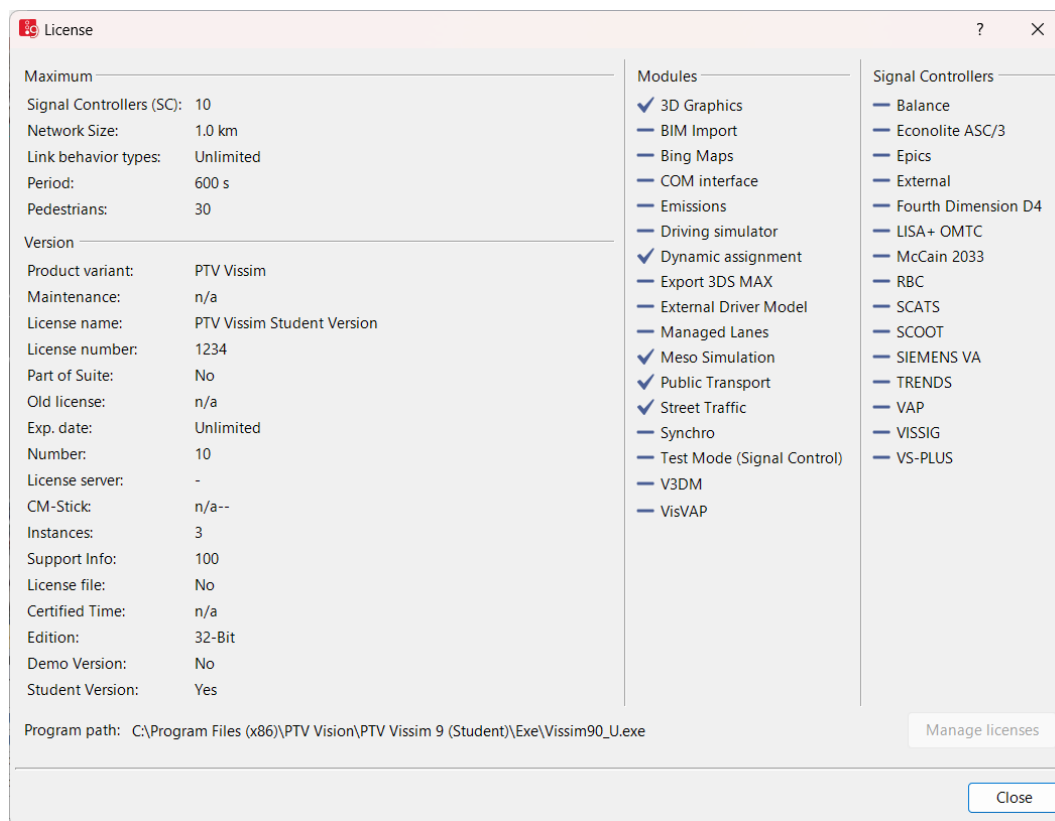 License
?
Maximum
Signal Controllers (SC): 10
Network Size: 1.0 km
Link behavior types: Unlimited
Period: 600 s
Pedestrians: 30
Version
Product variant: PTV Vissim
Maintenance: n/a
License name: PTV Vissim Student Version
License number: 1234
Part of Suite: No
Old license: n/a
Exp. date: Unlimited
Number: 10
License server: -
CM-Stick: n/a--
Instances: 3
Support Info: 100
License file: No
Certified Time: n/a
Edition: 32-Bit
Demo Version: No
Student Version: Yes
Modules
3D Graphics
BIM Import
Bing Maps
COM interface
Emissions
Driving simulator
Dynamic assignment
Export 3DS MAX
External Driver Model
Managed Lanes
Meso Simulation
Public Transport
Street Traffic
Synchro
Test Mode (Signal Control)
V3DM
VisVAP
Signal Controllers
Balance
Econolite ASC/3
Epics
External
Fourth Dimension D4
LISA+ OMTC
McCain 2033
RBC
SCATS
SCOOT
SIEMENS VA
TRENDS
VAP
VISSIG
VS-PLUS
Program path: C:\Program Files (x86)\PTV Vision\PTV Vissim 9 (Student)\Exe\Vissim90_U.exe
Manage licenses
Close